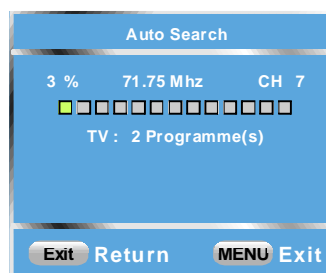 Auto Search
3 % 71.75 Mhz CH 7
TV : 2 Programme(s)
Exit Return MENU Exit